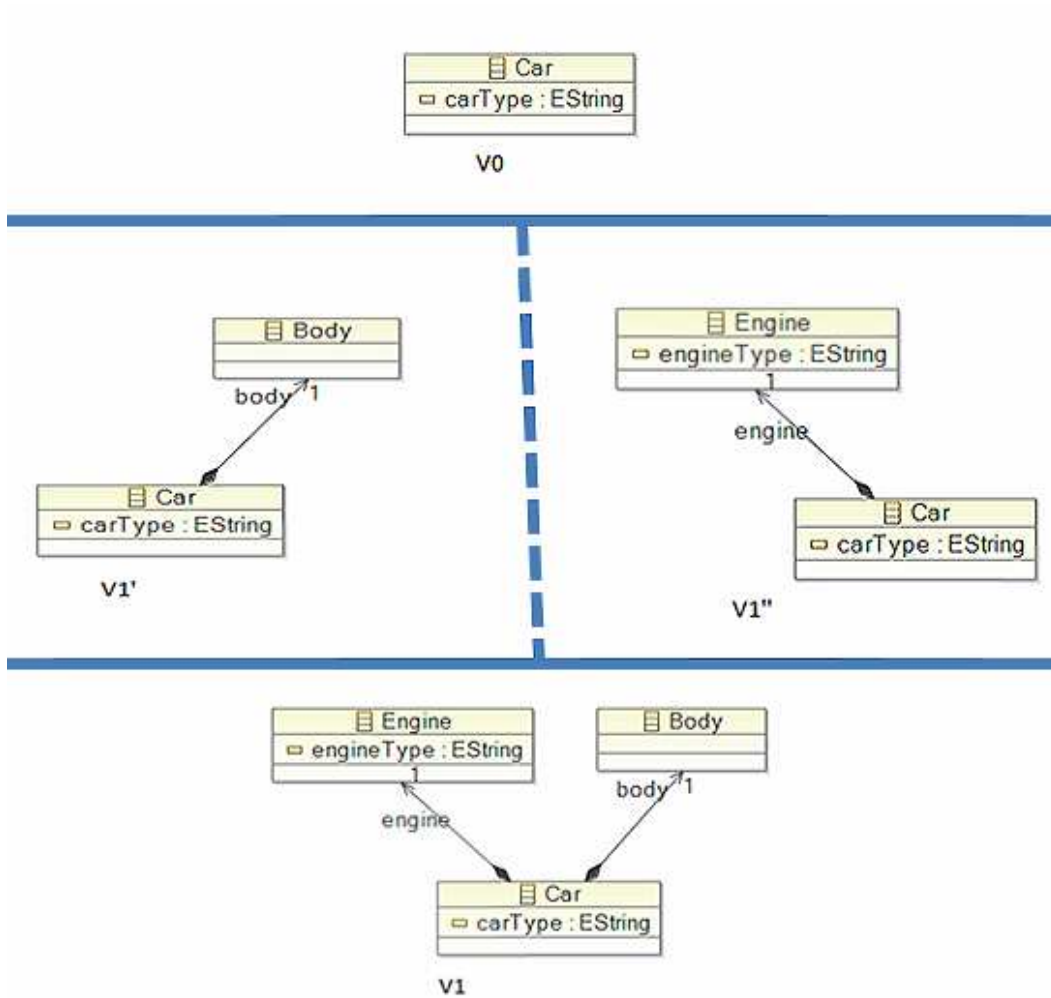 Car
carType : EString
V0
Body
body 1
Car
carType : EString
V1'
Engine
engineType : EString
1
engine
Car
carType : EString
V1"
Engine
engineType : EString
1
engine
Body
body 1
Car
carType : EString
V1